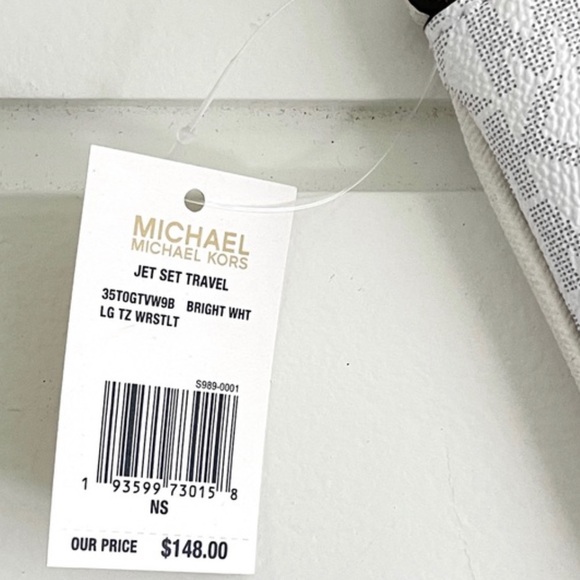 MICHAEL
MICHAEL KORS
JET SET TRAVEL
35T0GTVW9B BRIGHT WHT
LG TZ WRSTLT
S989-0001
1 93599 73015 8
NS
OUR PRICE $148.00